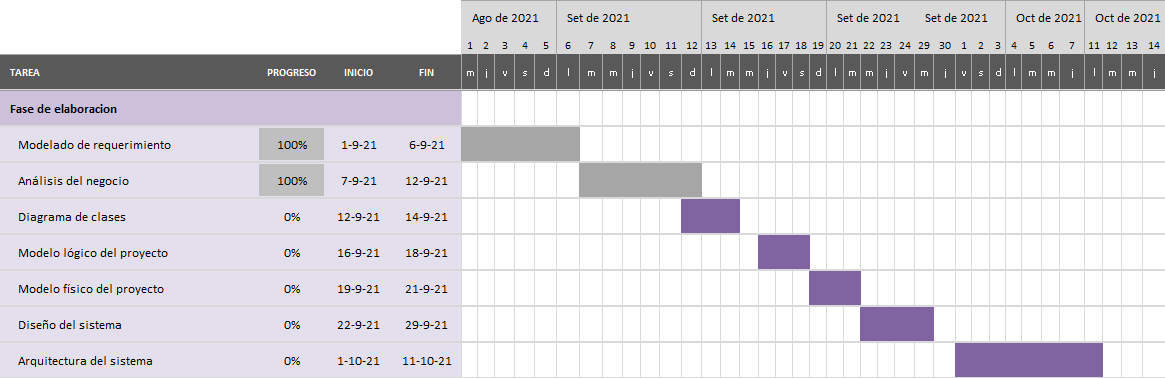 Ago de 2021 Set de 2021 Set de 2021 Set de 2021 Set de 2021 Oct de 2021 Oct de 2021
1 2 3 4 5 6 7 8 9 10 11 12 13 14 15 16 17 18 19 20 21 22 23 24 29 30 1 2 3 4 5 6 7 11 12 13 14
TAREA PROGRESO INICIO FIN m j v s d l m m j v s d l m m j v s d l m m j v m j v s d l m m j l m m j
Fase de elaboracion
Modelado de requerimiento 100% 1-9-21 6-9-21
Análisis del negocio 100% 7-9-21 12-9-21
Diagrama de clases 0% 12-9-21 14-9-21
Modelo lógico del proyecto 0% 16-9-21 18-9-21
Modelo físico del proyecto 0% 19-9-21 21-9-21
Diseño del sistema 0% 22-9-21 29-9-21
Arquitectura del sistema 0% 1-10-21 11-10-21